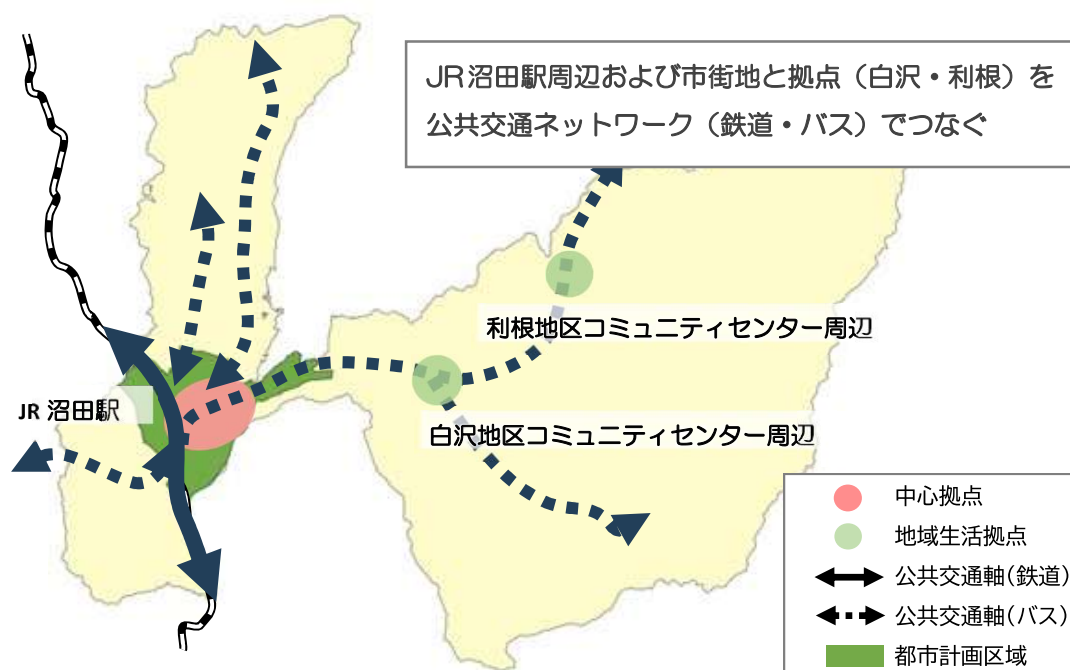 JR沼田駅周辺および市街地と拠点（白沢・利根）を
公共交通ネットワーク（鉄道・バス）でつなぐ
利根地区コミュニティセンター周辺
JR 沼田駅
白沢地区コミュニティセンター周辺
中心拠点
地域生活拠点
公共交通軸(鉄道)
公共交通軸(バス)
都市計画区域